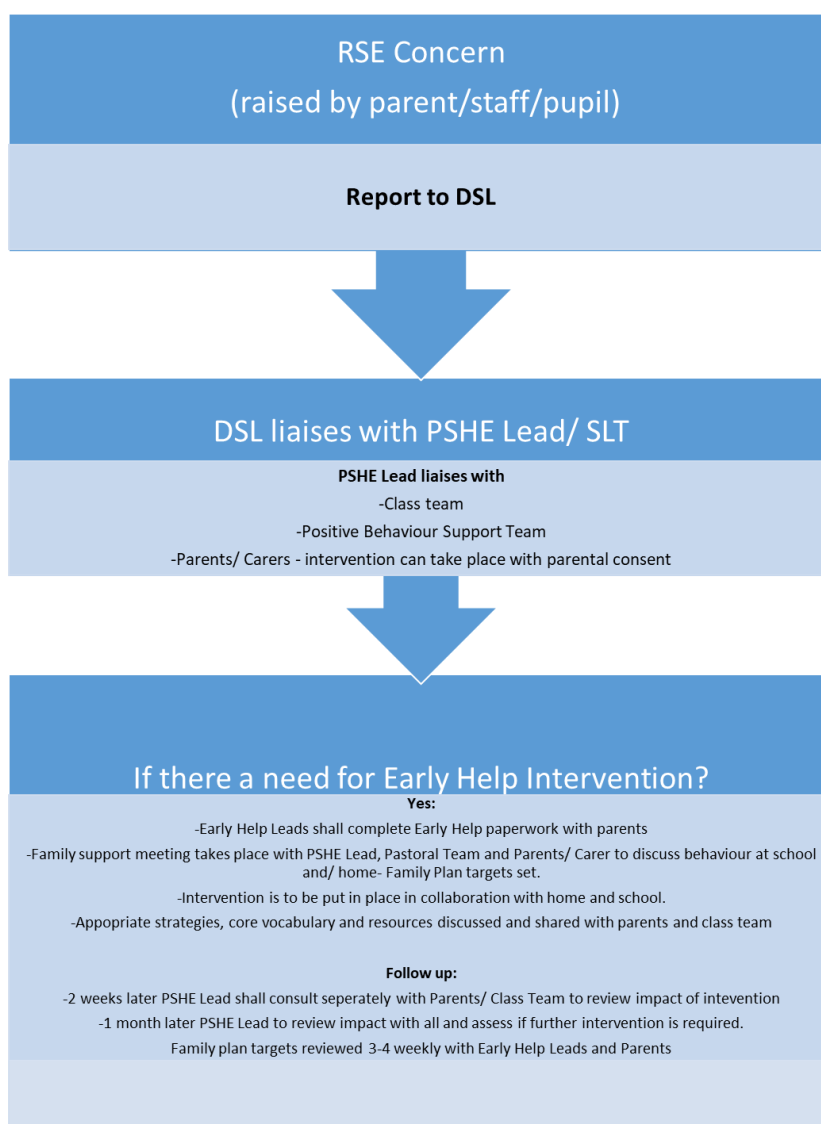 RSE Concern
(raised by parent/staff/pupil)
Report to DSL
DSL liaises with PSHE Lead/ SLT
PSHE Lead liaises with
-Class team
-Positive Behaviour Support Team
-Parents/ Carers - intervention can take place with parental consent
If there a need for Early Help Intervention?
Yes:
-Early Help Leads shall complete Early Help paperwork with parents
-Family support meeting takes place with PSHE Lead, Pastoral Team and Parents/ Carer to discuss behaviour at school
and/ home- Family Plan targets set.
-Intervention is to be put in place in collaboration with home and school.
-Appopriate strategies, core vocabulary and resources discussed and shared with parents and class team
Follow up:
-2 weeks later PSHE Lead shall consult seperately with Parents/ Class Team to review impact of intevention
-1 month later PSHE Lead to review impact with all and assess if further intervention is required.
Family plan targets reviewed 3-4 weekly with Early Help Leads and Parents